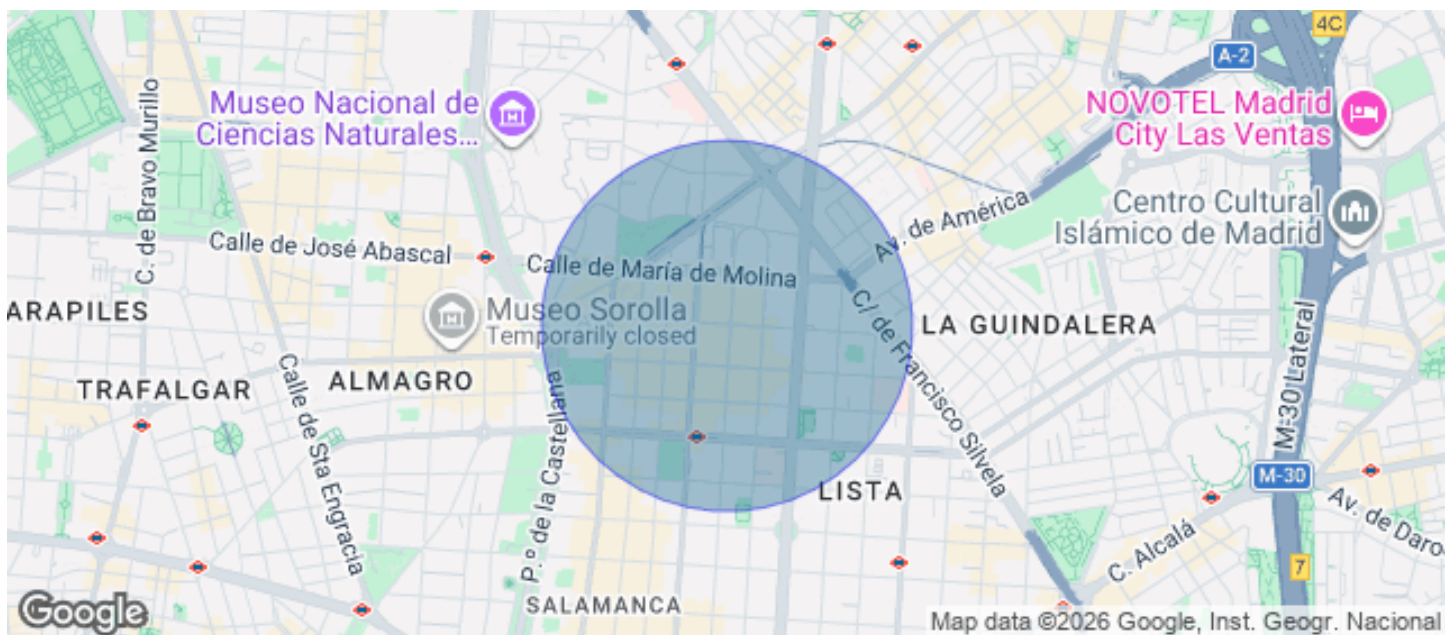 4C
A-2
Museo Nacional de
Ciencias Naturales...
NOVOTEL Madrid
City Las Ventas
C. de Bravo Murillo
Centro Cultural
Islámico de Madrid
Av. de América
Calle de José Abascal
Calle de María de Molina
ARAPILES
Museo Sorolla
Temporarily closed
C/ de Francisco Silvela
LA GUINDALERA
M-30 Lateral
TRAFALGAR
ALMAGRO
Calle de Sta Engracia
P.º de la Castellana
LISTA
M-30
Av. de Daroc
C. Alcalá
7
SALAMANCA
Google
Map data ©2026 Google, Inst. Geogr. Nacional